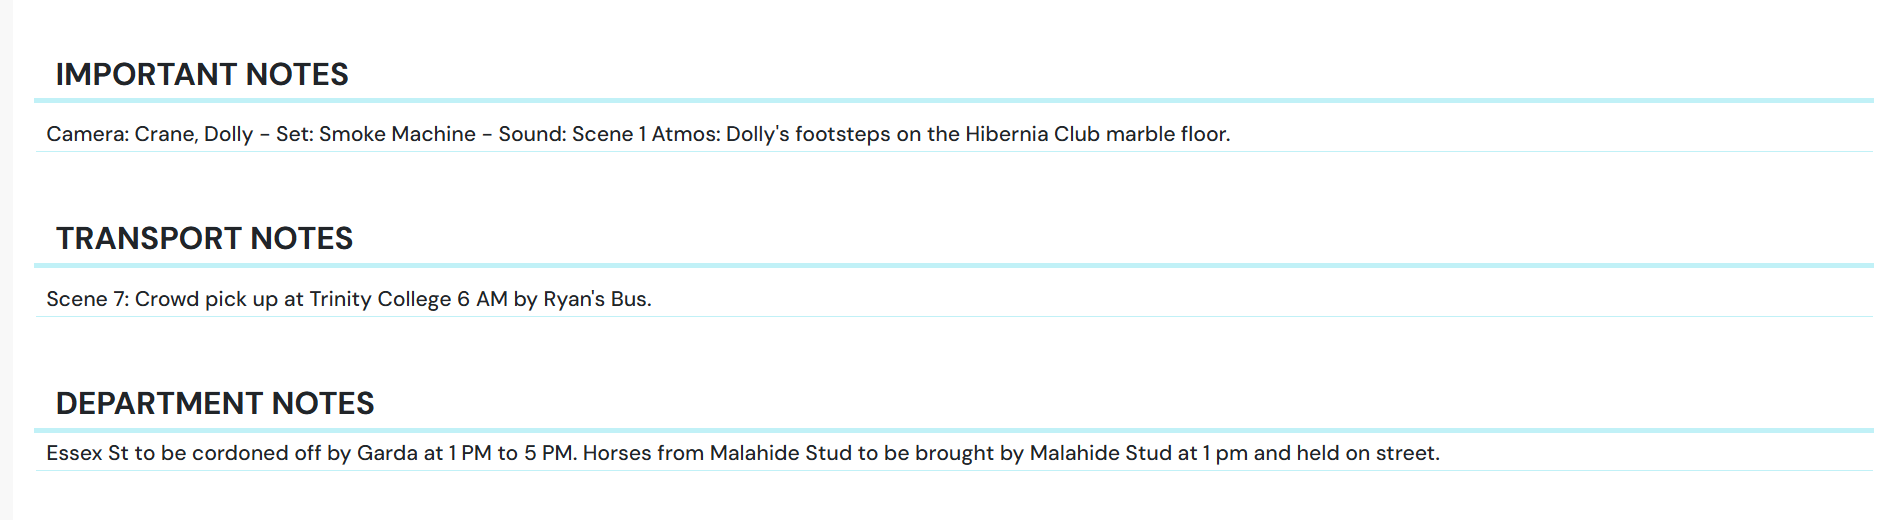 IMPORTANT NOTES
Camera: Crane, Dolly - Set: Smoke Machine - Sound: Scene 1 Atmos: Dolly's footsteps on the Hibernia Club marble floor.
TRANSPORT NOTES
Scene 7: Crowd pick up at Trinity College 6 AM by Ryan's Bus.
DEPARTMENT NOTES
Essex St to be cordoned off by Garda at 1 PM to 5 PM. Horses from Malahide Stud to be brought by Malahide Stud at 1 pm and held on street.